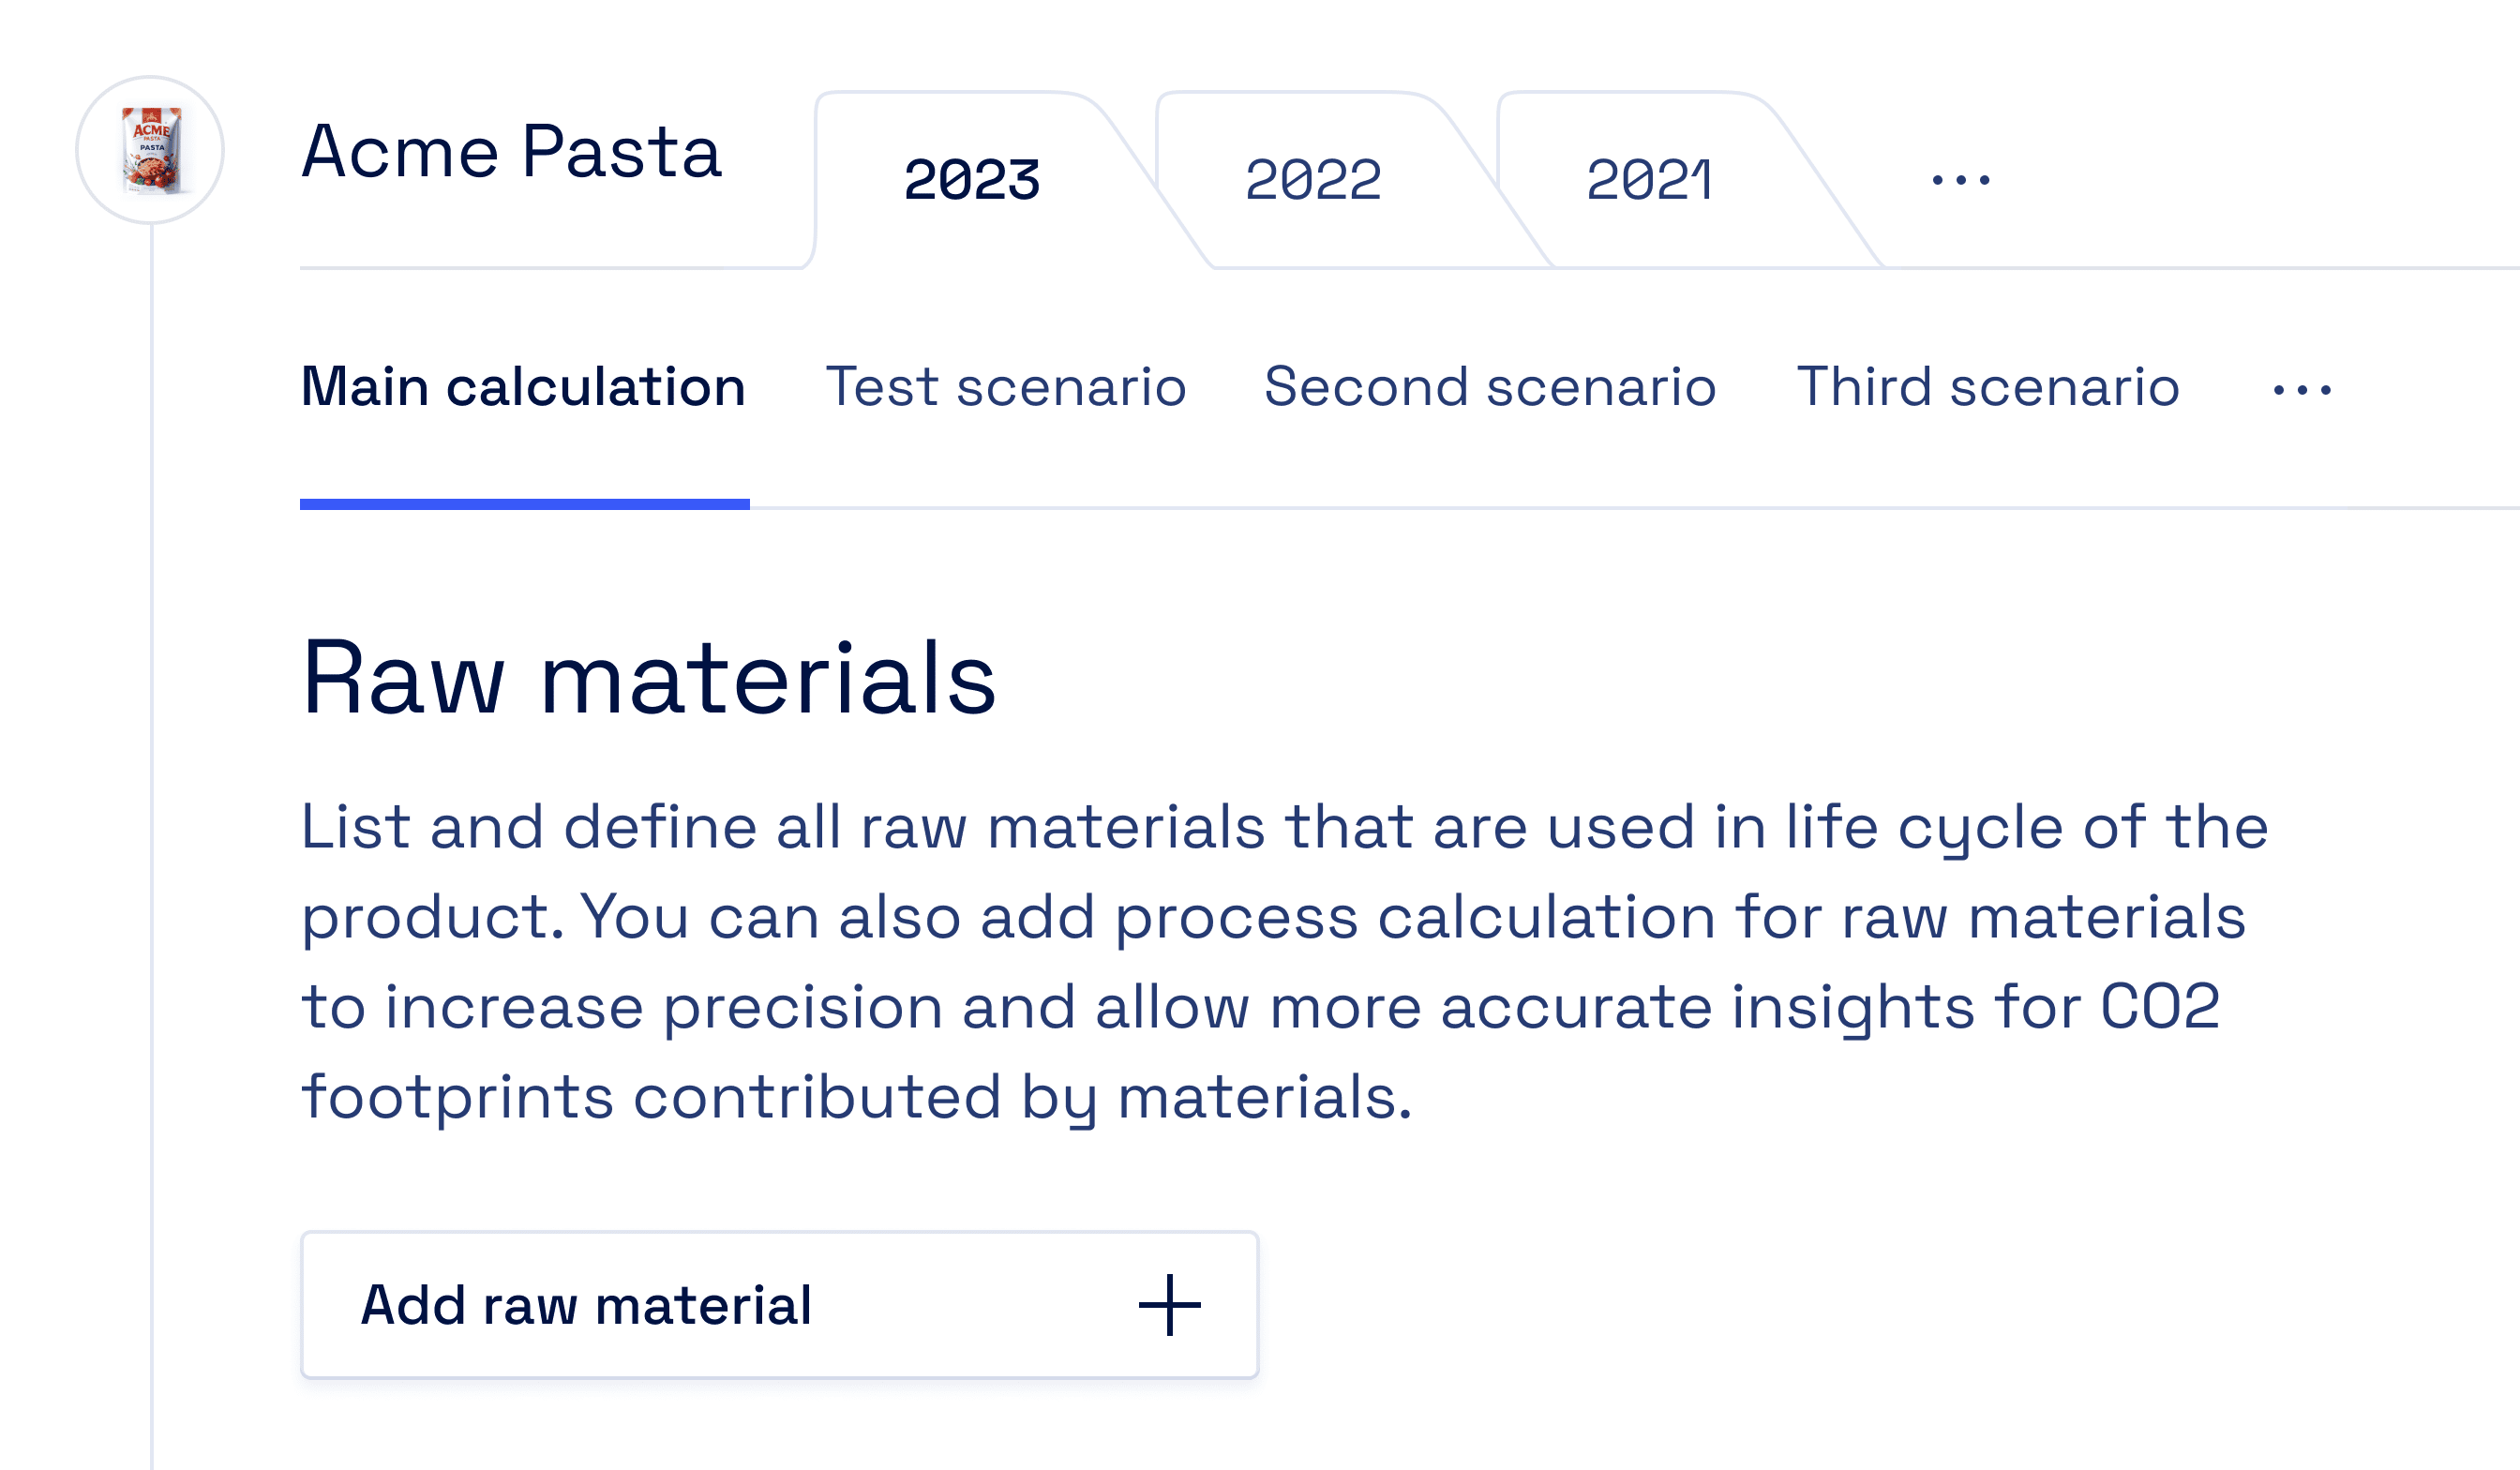 ACME
PASTA
PASTA
Acme Pasta
2023
2022
2021
Main calculation
Test scenario
Second scenario
Third scenario
Raw materials
List and define all raw materials that are used in life cycle of the
product. You can also add process calculation for raw materials
to increase precision and allow more accurate insights for CO2
footprints contributed by materials.
Add raw material